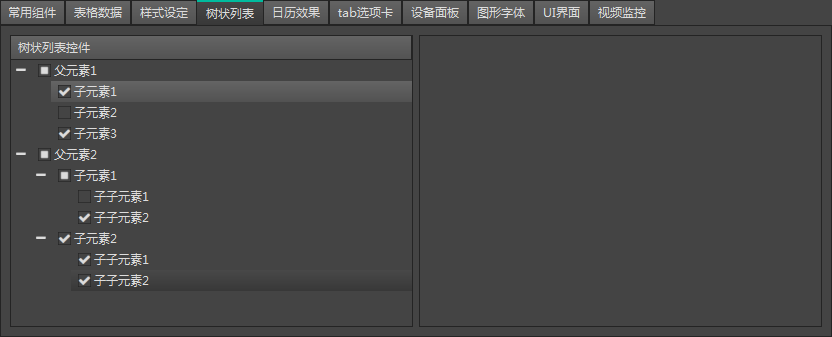 常用组件 表格数据 样式设定 树状列表 日历效果 tab选项卡 设备面板 图形字体 UI界面 视频监控
树状列表控件
父元素1
子元素1
子元素2
子元素3
父元素2
子元素1
子子元素1
子子元素2
子元素2
子子元素1
子子元素2